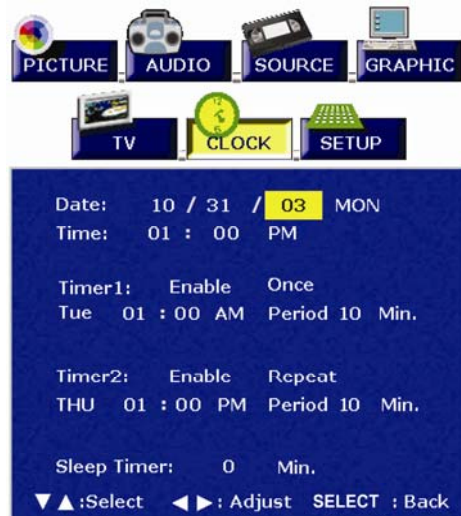 PICTURE AUDIO SOURCE GRAPHIC
TV CLOCK SETUP
Date: 10 / 31 / 03 MON
Time: 01 : 00 PM
Timer1: Enable Once
Tue 01 : 00 AM Period 10 Min.
Timer2: Enable Repeat
THU 01 : 00 PM Period 10 Min.
Sleep Timer: 0 Min.
▼▲:Select ◀▶: Adjust SELECT : Back